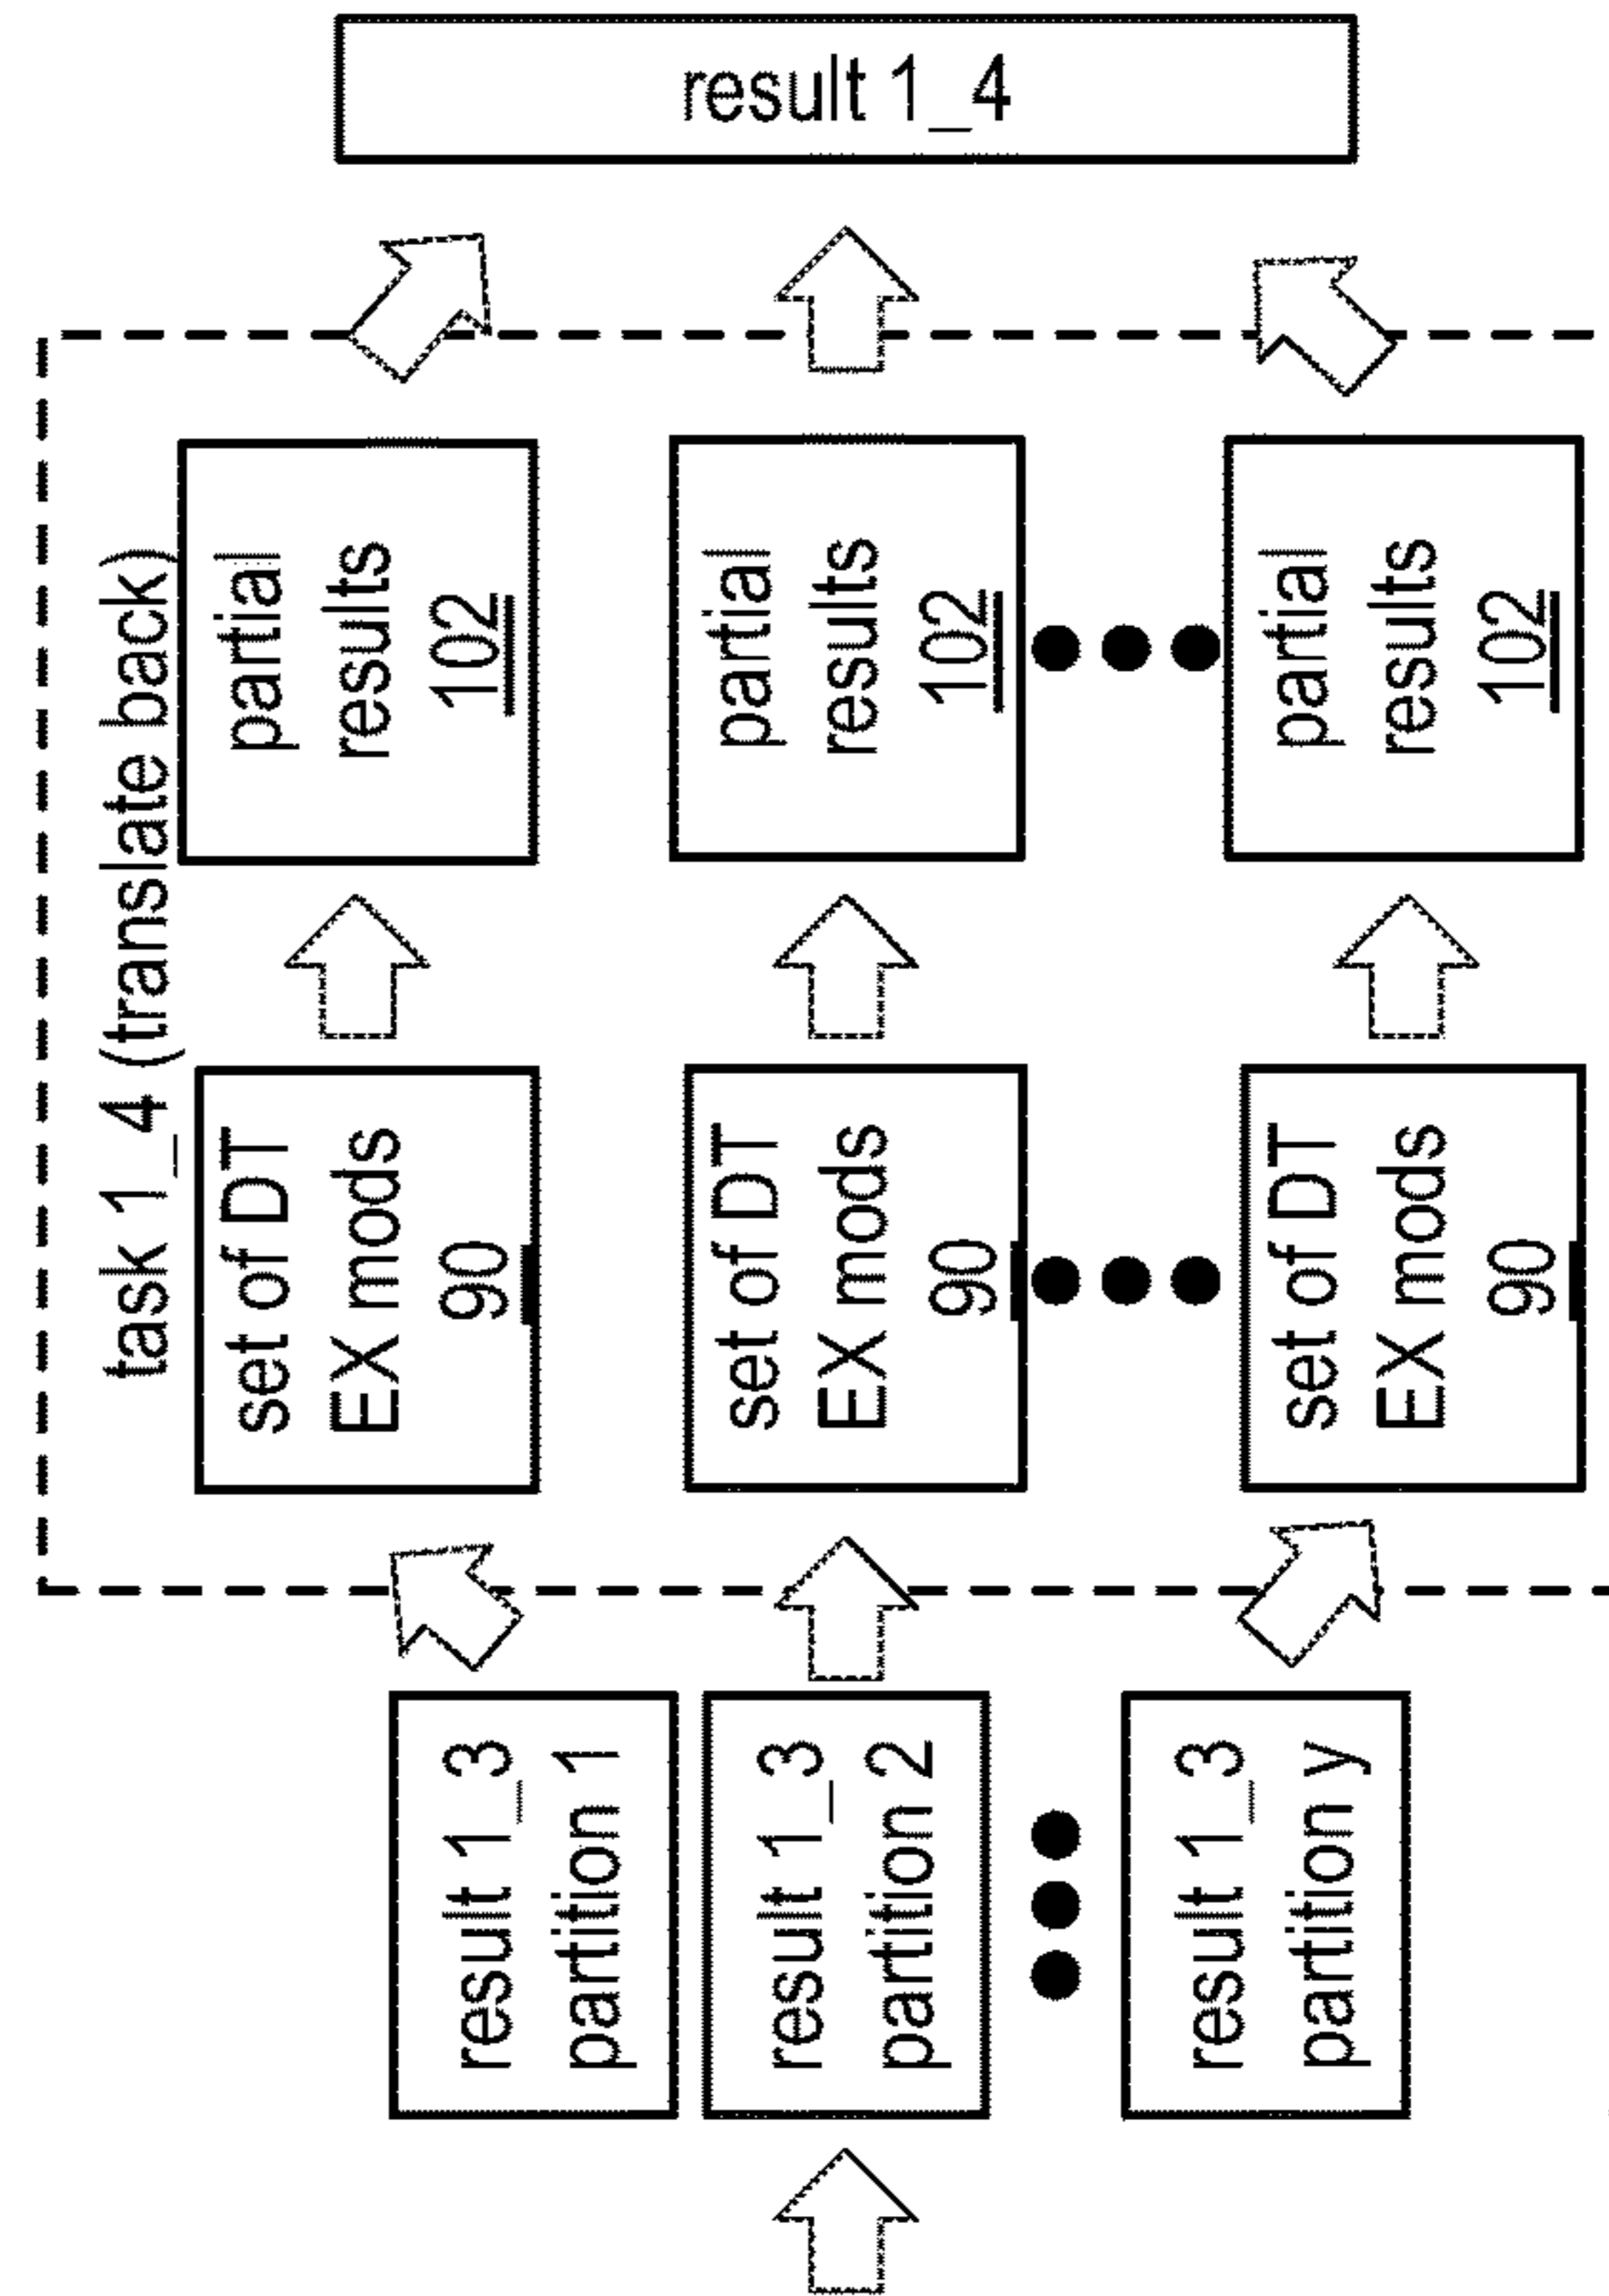 result 1_4
task 1_4 (translate back)
partial
results
102
partial
results
102
partial
results
102
set of DT
EX mods
90
set of DT
EX mods
90
set of DT
EX mods
90
result 1_3
partition 1
result 1_3
partition 2
result 1_3
partition y